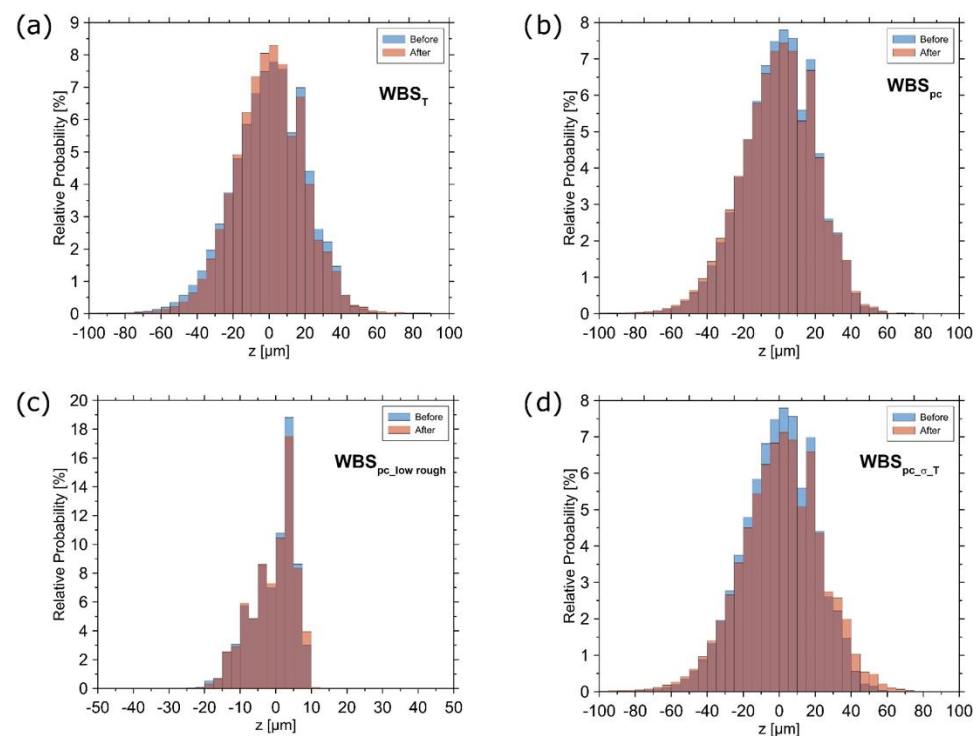 (a)
9
8
7
6
5
4
3
2
1
0
Relative Probability [%]
Before
After
WBS_T
-100 -80 -60 -40 -20 0 20 40 60 80 100
z [µm]
(b)
8
7
6
5
4
3
2
1
0
Relative Probability [%]
Before
After
WBS_pc
-100 -80 -60 -40 -20 0 20 40 60 80 100
z [µm]
(c)
20
18
16
14
12
10
8
6
4
2
0
Relative Probability [%]
Before
After
WBS_pc_low rough
-50 -40 -30 -20 -10 0 10 20 30 40 50
z [µm]
(d)
8
7
6
5
4
3
2
1
0
Relative Probability [%]
Before
After
WBS_pc_σ_T
-100 -80 -60 -40 -20 0 20 40 60 80 100
z [µm]